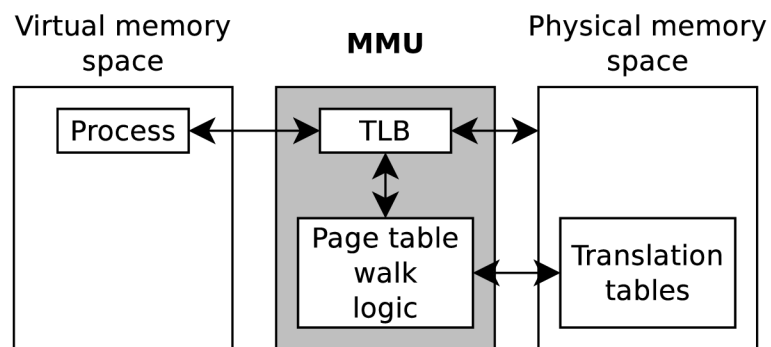 Virtual memory
space
MMU
Physical memory
space
Process
TLB
Page table
walk
logic
Translation
tables